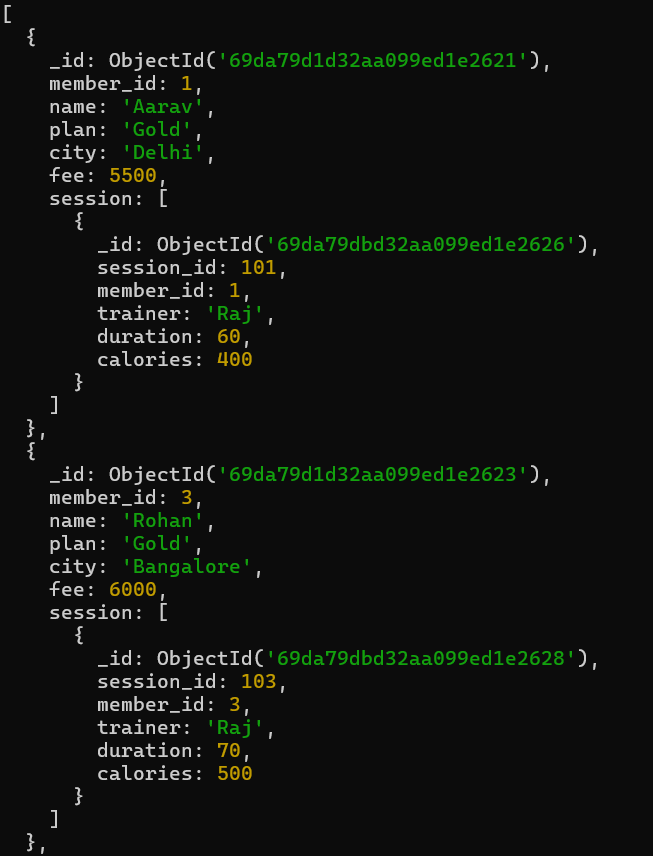 [
  {
    _id: ObjectId('69da79d1d32aa099ed1e2621'),
    member_id: 1,
    name: 'Aarav',
    plan: 'Gold',
    city: 'Delhi',
    fee: 5500,
    session: [
      {
        _id: ObjectId('69da79dbd32aa099ed1e2626'),
        session_id: 101,
        member_id: 1,
        trainer: 'Raj',
        duration: 60,
        calories: 400
      }
    ]
  },
  {
    _id: ObjectId('69da79d1d32aa099ed1e2623'),
    member_id: 3,
    name: 'Rohan',
    plan: 'Gold',
    city: 'Bangalore',
    fee: 6000,
    session: [
      {
        _id: ObjectId('69da79dbd32aa099ed1e2628'),
        session_id: 103,
        member_id: 3,
        trainer: 'Raj',
        duration: 70,
        calories: 500
      }
    ]
  },